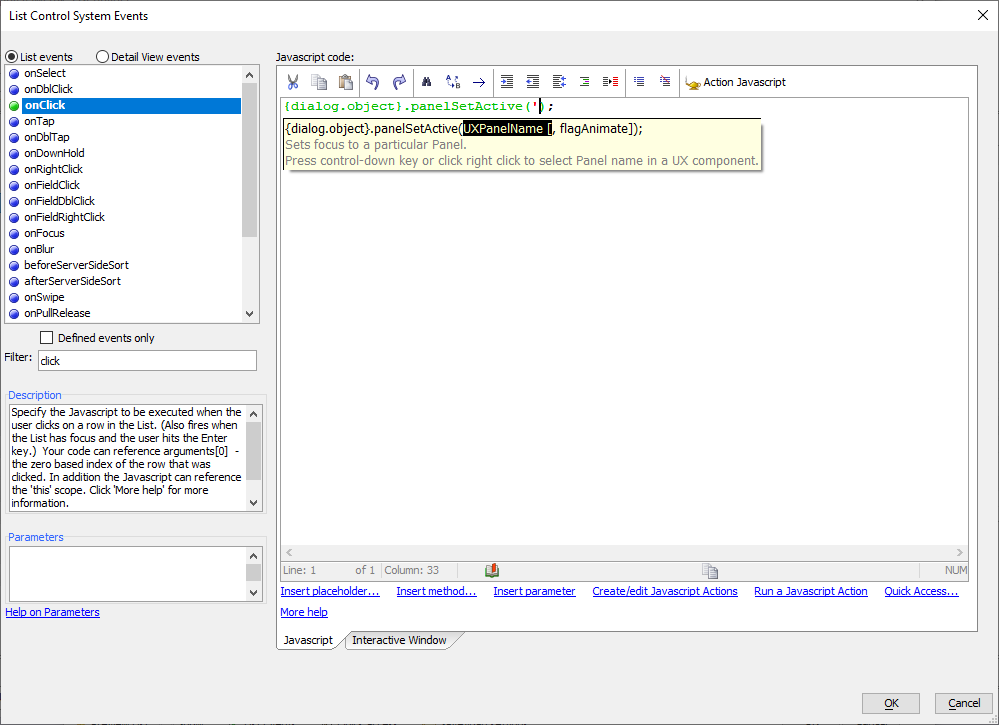 List Control System Events
List events
Detail View events
Javascript code:
onSelect
onDblClick
onClick
onTap
onDblTap
onDownHold
onRightClick
onFieldClick
onFieldDblClick
onFieldRightClick
onFocus
onBlur
beforeServerSideSort
afterServerSideSort
onSwipe
onPullRelease
Defined events only
Filter: click
Description
Specify the Javascript to be executed when the
user clicks on a row in the List. (Also fires when
the List has focus and the user hits the Enter
key.) Your code can reference arguments[0] -
the zero based index of the row that was
clicked. In addition the Javascript can reference
the 'this' scope. Click 'More help' for more
information.
Parameters
Help on Parameters
Action Javascript
{dialog.object}.panelSetActive(');
{dialog.object}.panelSetActive(UXPanelName [, flagAnimate]);
Sets focus to a particular Panel.
Press control-down key or click right click to select Panel name in a UX component.
Line: 1 of 1 Column: 33 NUM
Insert placeholder... Insert method... Insert parameter Create/edit Javascript Actions Run a Javascript Action Quick Access...
More help
Javascript Interactive Window
OK Cancel